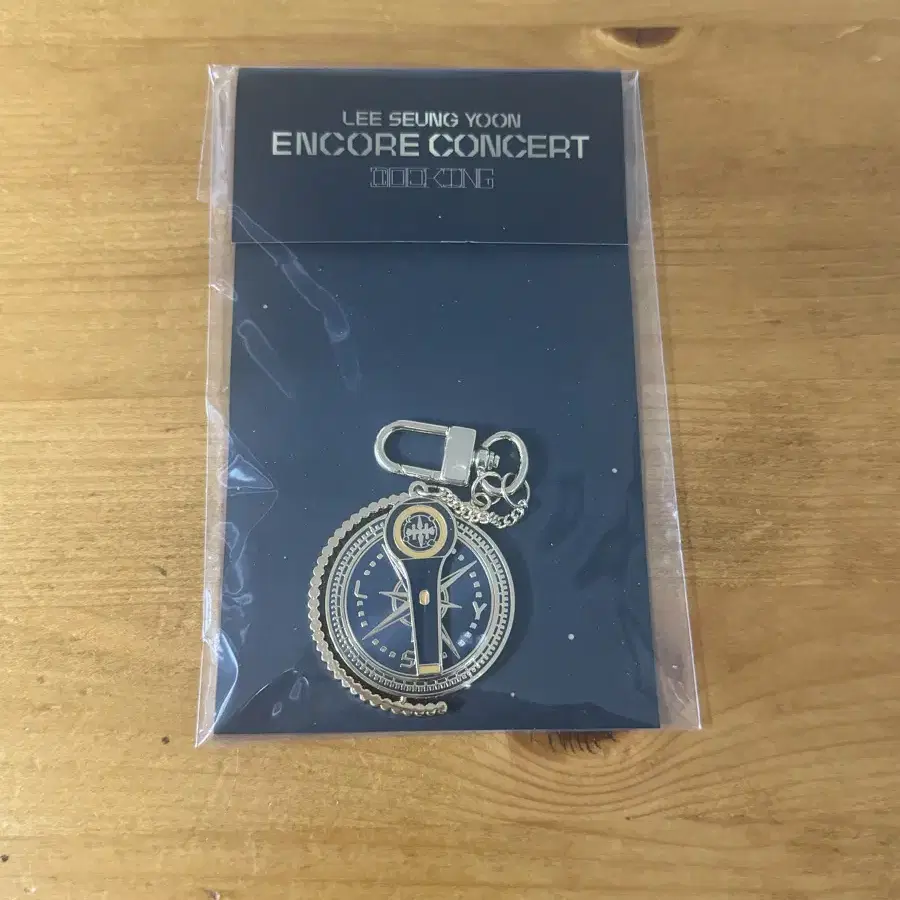 LEE SEUNG YOON
ENCORE CONCERT
DOCKING
L
Y
S